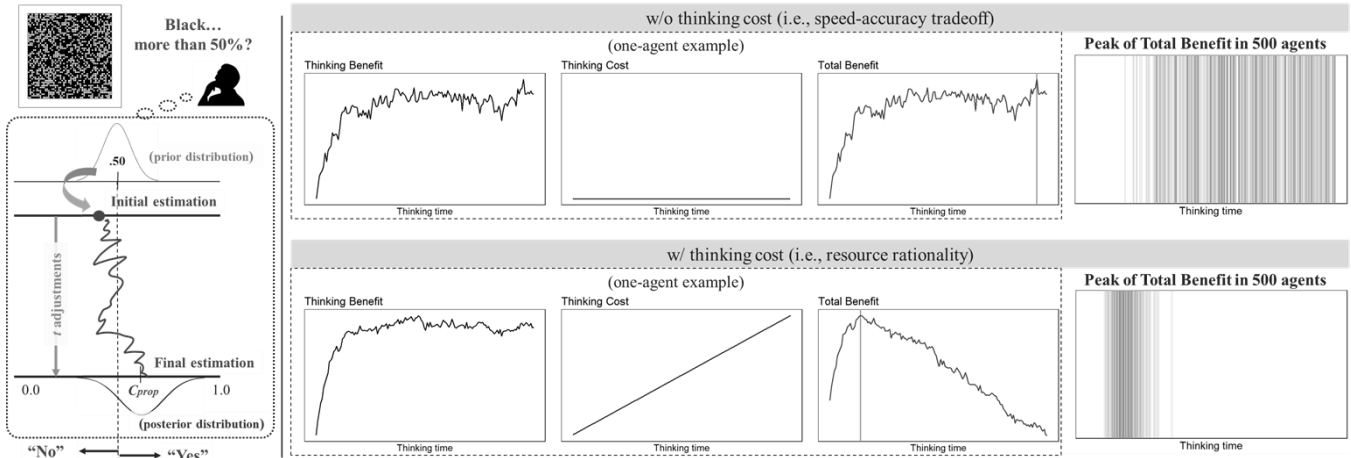 Black…
more than 50%?
(prior distribution)
.50
Initial estimation
t adjustments
Final estimation
0.0
Cprop
1.0
(posterior distribution)
“No”
“Yes”
w/o thinking cost (i.e., speed-accuracy tradeoff)
(one-agent example)
Thinking Benefit
Thinking Cost
Total Benefit
Thinking time
Thinking time
Thinking time
Peak of Total Benefit in 500 agents
Thinking time
w/ thinking cost (i.e., resource rationality)
(one-agent example)
Thinking Benefit
Thinking Cost
Total Benefit
Thinking time
Thinking time
Thinking time
Peak of Total Benefit in 500 agents
Thinking time